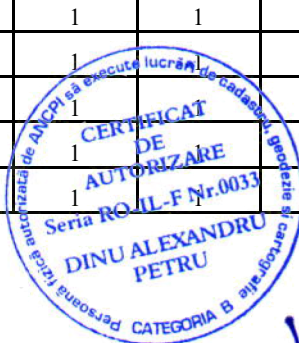 1 1
1 1
1 1
1 1
1 1
Persoană fizică autorizată de ANCPI să execute lucrări de cadastru, geodezie și cartografie
CERTIFICAT
DE
AUTORIZARE
Seria RO-IL-F Nr.0033
DINU ALEXANDRU
PETRU
CATEGORIA B